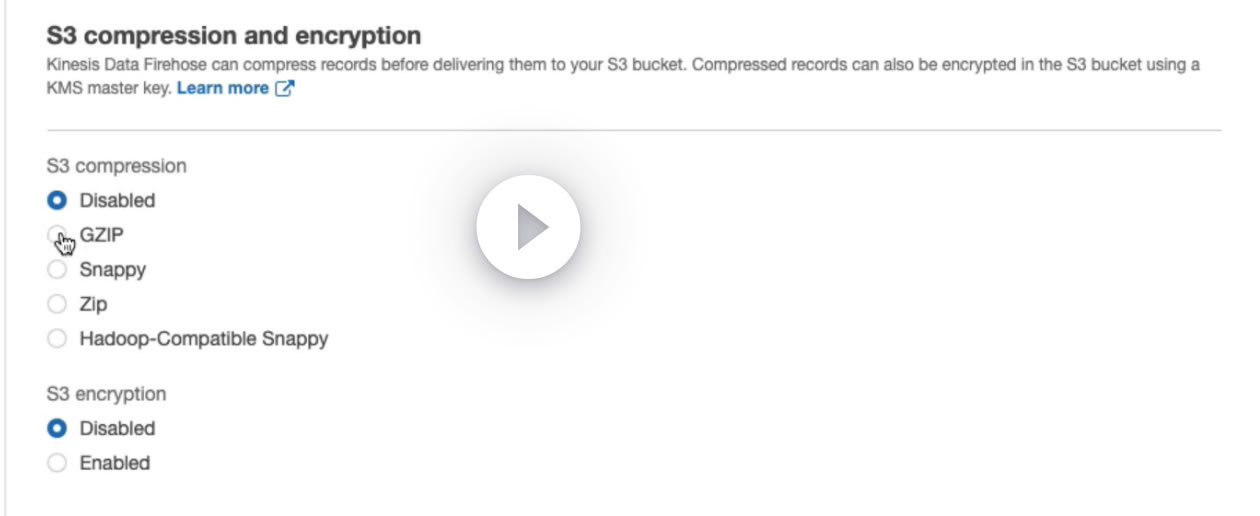 S3 compression and encryption
Kinesis Data Firehose can compress records before delivering them to your S3 bucket. Compressed records can also be encrypted in the S3 bucket using a
KMS master key. Learn more
S3 compression
Disabled
GZIP
Snappy
Zip
Hadoop-Compatible Snappy
S3 encryption
Disabled
Enabled